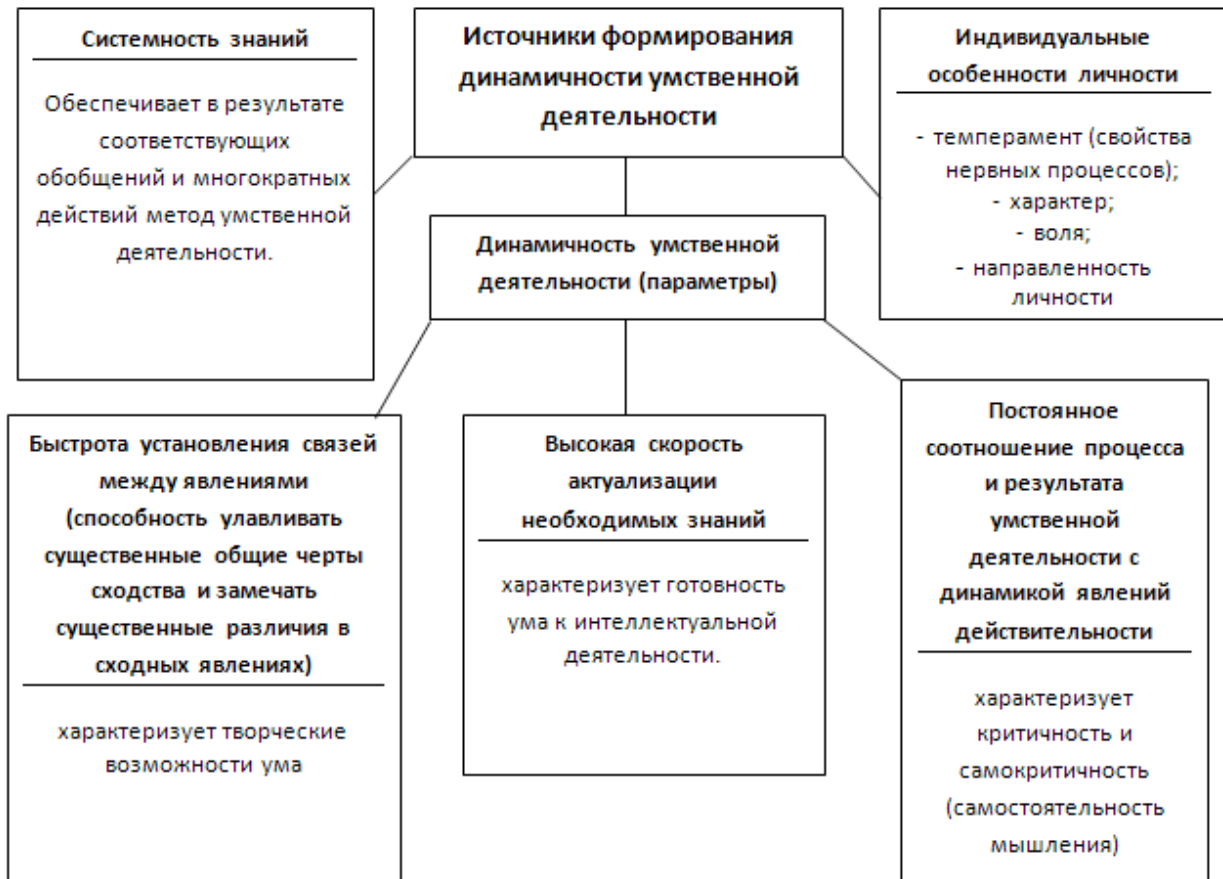 Системность знаний
Обеспечивает в результате
соответствующих
обобщений и многократных
действий метод умственной
деятельности.
Источники формирования
динамичности умственной
деятельности
Индивидуальные
особенности личности
- темперамент (свойства
нервных процессов);
- характер;
- воля;
- направленность
личности
Динамичность умственной
деятельности (параметры)
Быстрота установления связей
между явлениями
(способность улавливать
существенные общие черты
сходства и замечать
существенные различия в
сходных явлениях)
характеризует творческие
возможности ума
Высокая скорость
актуализации
необходимых знаний
характеризует готовность
ума к интеллектуальной
деятельности.
Постоянное
соотношение процесса
и результата
умственной
деятельности с
динамикой явлений
действительности
характеризует
критичность и
самокритичность
(самостоятельность
мышления)